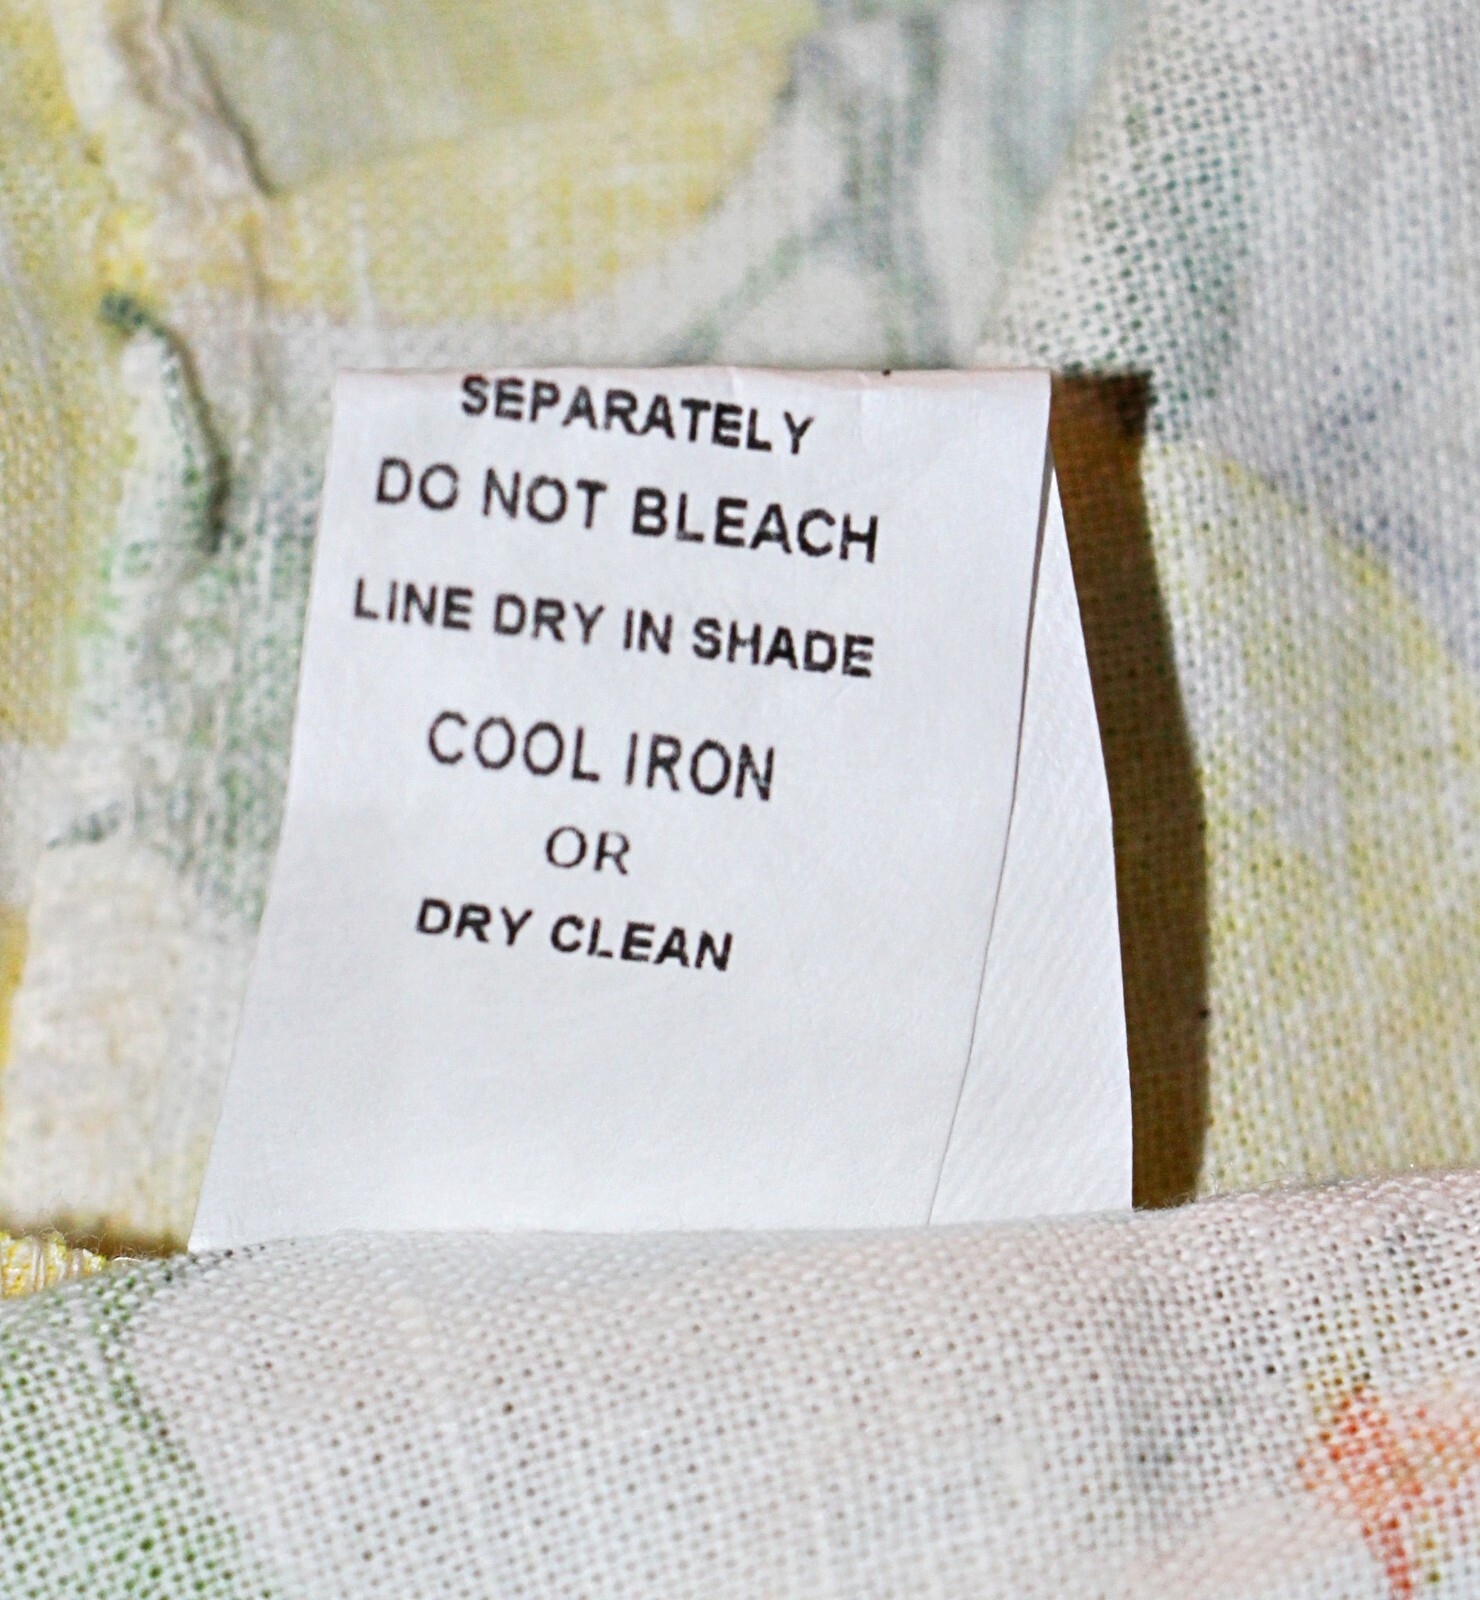 SEPARATELY
DO NOT BLEACH
LINE DRY IN SHADE
COOL IRON
OR
DRY CLEAN